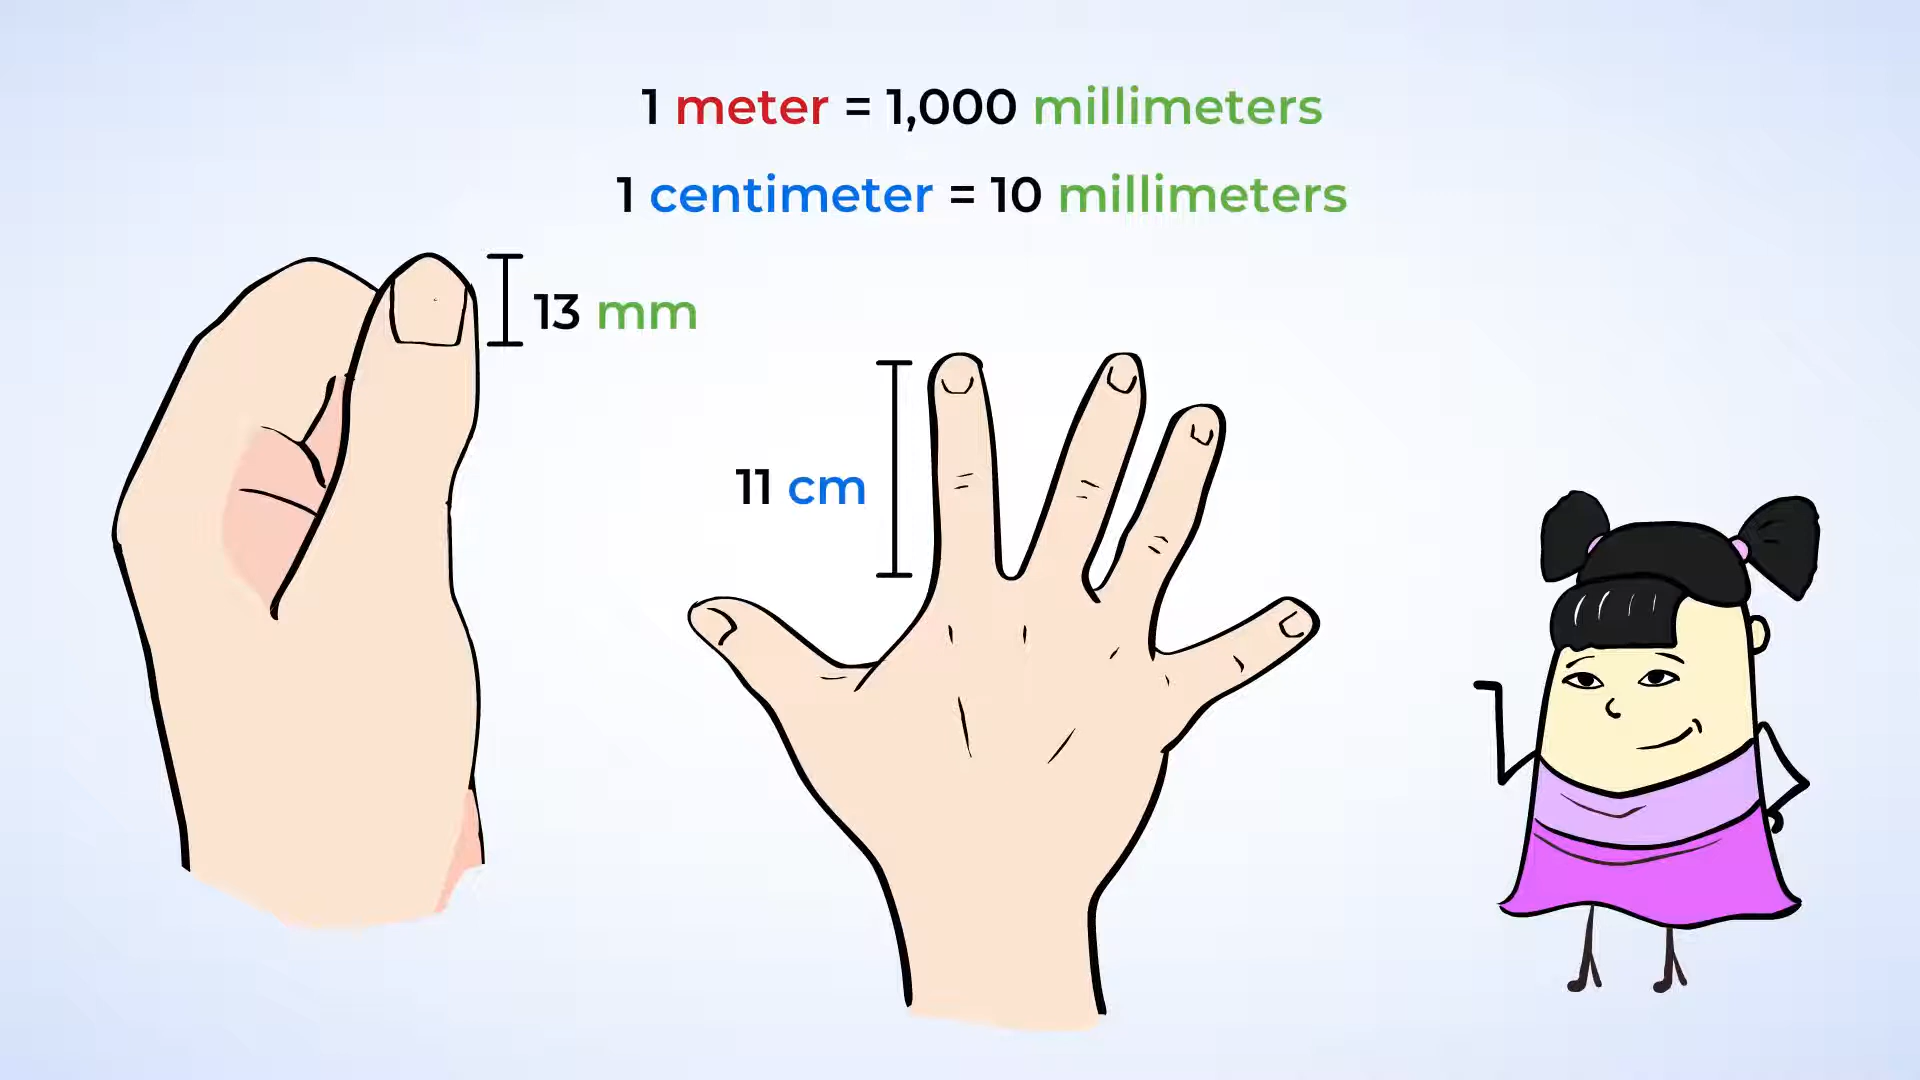 1 meter = 1,000 millimeters
1 centimeter = 10 millimeters
13 mm
11 cm